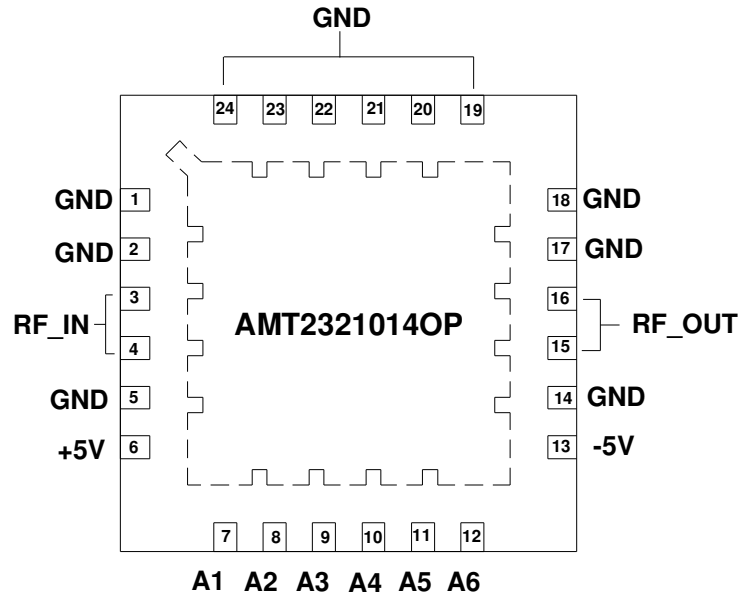 GND
24 23 22 21 20 19
GND 1 18 GND
GND 2 17 GND
RF_IN 3 16 RF_OUT
4 15
AMT2321014OP
GND 5 14 GND
+5V 6 13 -5V
7 8 9 10 11 12
A1 A2 A3 A4 A5 A6